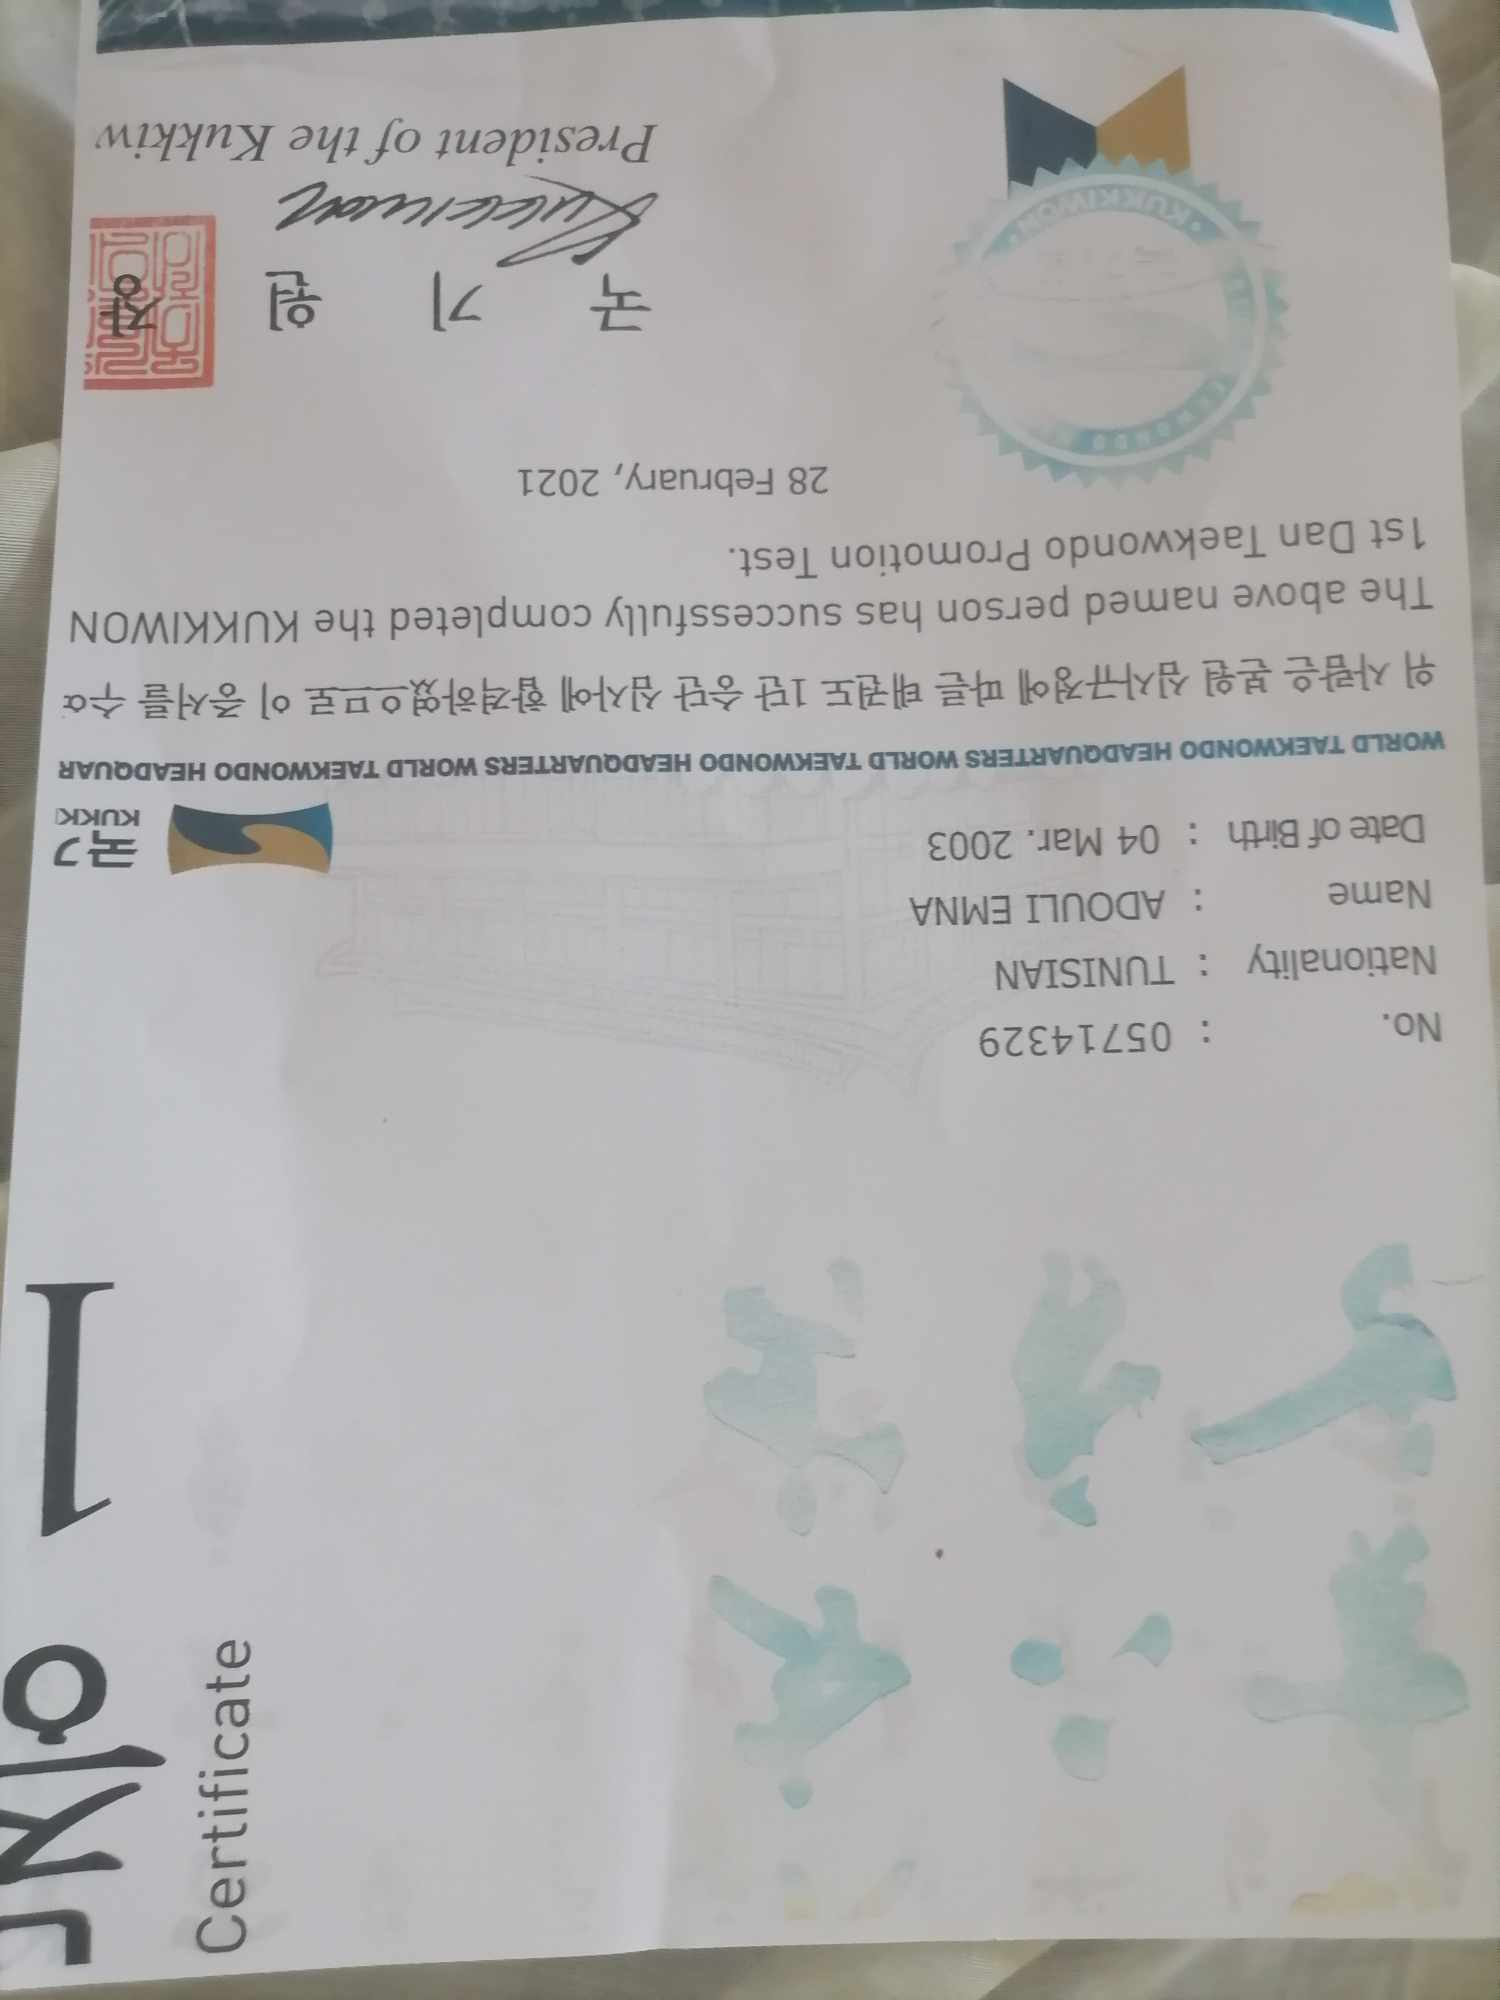 Certificate
1
No. : 05714329
Nationality : TUNISIAN
Name : ADOULI EMNA
Date of Birth : 04 Mar. 2003
KUKK
WORLD TAEKWONDO HEADQUARTERS WORLD TAEKWONDO HEADQUARTERS WORLD TAEKWONDO HEADQUAR
위 사람은 본원 심사규정에 따른 태권도 1단 승단 심사에 합격하였으므로 이 증서를 수
The above named person has successfully completed the KUKKIWON
1st Dan Taekwondo Promotion Test.
28 February, 2021
국 기 원 장
Kukkiwon
President of the Kukkiw
KUKKIWON